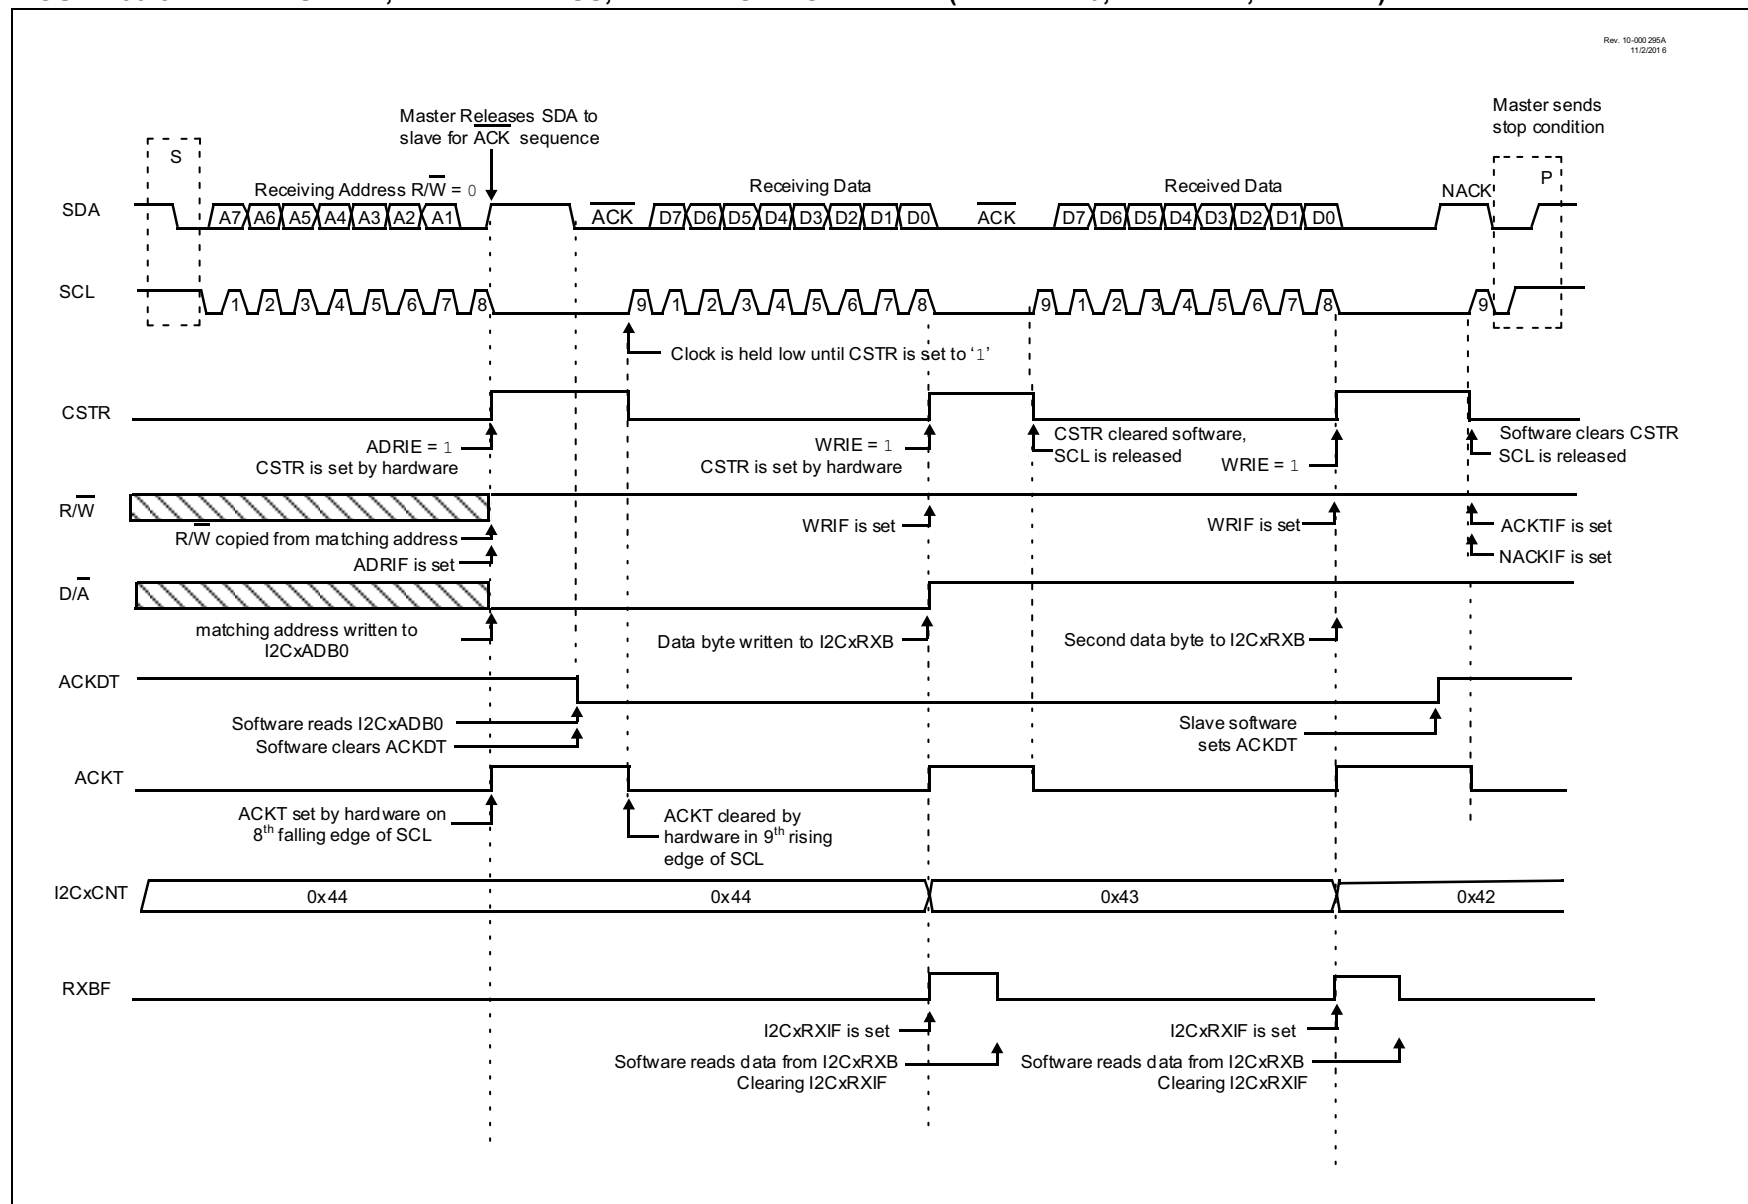 Rev. 10-000 295A
11/2/201 6
Master Releases SDA to
slave for ACK sequence
Master sends
stop condition
S
P
Receiving Address R/W = 0
Receiving Data
Received Data
NACK
SDA
A7 A6 A5 A4 A3 A2 A1
ACK
D7 D6 D5 D4 D3 D2 D1 D0
ACK
D7 D6 D5 D4 D3 D2 D1 D0
SCL
1 2 3 4 5 6 7 8 9 1 2 3 4 5 6 7 8 9 1 2 3 4 5 6 7 8 9
Clock is held low until CSTR is set to ‘1’
CSTR
ADRIE = 1
CSTR is set by hardware
WRIE = 1
CSTR is set by hardware
CSTR cleared software,
SCL is released
WRIE = 1
Software clears CSTR
SCL is released
R/W
R/W copied from matching address
ADRIF is set
WRIF is set
WRIF is set
ACKTIF is set
NACKIF is set
D/A
matching address written to
I2CxADB0
Data byte written to I2CxRXB
Second data byte to I2CxRXB
ACKDT
Software reads I2CxADB0
Software clears ACKDT
Slave software
sets ACKDT
ACKT
ACKT set by hardware on
8th falling edge of SCL
ACKT cleared by
hardware in 9th rising
edge of SCL
I2CxCNT
0x44
0x44
0x43
0x42
RXBF
I2CxRXIF is set
I2CxRXIF is set
Software reads data from I2CxRXB
Clearing I2CxRXIF
Software reads data from I2CxRXB
Clearing I2CxRXIF